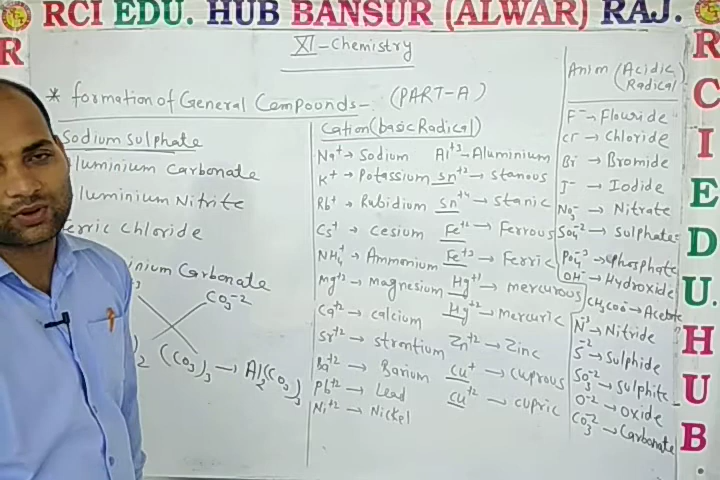 RCI EDU. HUB BANSUR (ALWAR) RAJ.
R
RCI EDU. HUB.
XI - Chemistry
* formation of General Compounds -: (PART-A)
Sodium Sulphate
luminium Carbonate
luminium Nitrite
erric Chloride
inium Carbonate
CO₃⁻²
(CO₃)₃ → Al₂(CO₃)₃
Cation (basic Radical)
Na⁺ → Sodium
K⁺ → Potassium
Rb⁺ → Rubidium
Cs⁺ → Cesium
NH₄⁺ → Ammonium
Mg⁺² → Magnesium
Ca⁺² → calcium
Sr⁺² → strontium
Ba⁺² → Barium
Pb⁺² → Lead
Ni⁺² → Nickel
Al⁺³ → Aluminium
Sn⁺² → stanous
Sn⁺⁴ → stanic
Fe⁺² → Ferrous
Fe⁺³ → Ferric
Hg⁺¹ → mercurous
Hg⁺² → Mercuric
Zn⁺² → Zinc
Cu⁺ → cuprous
Cu⁺² → cupric
Anion (Acidic Radical)
F⁻ → Flouride
Cl⁻ → Chloride
Br⁻ → Bromide
I⁻ → Iodide
NO₃⁻ → Nitrate
SO₄⁻² → sulphate
PO₄⁻³ → phosphate
OH⁻ → Hydroxide
CH₃COO⁻ → Acetate
N⁻³ → Nitride
S⁻² → Sulphide
SO₃⁻² → Sulphite
O⁻² → oxide
CO₃⁻² → Carbonate